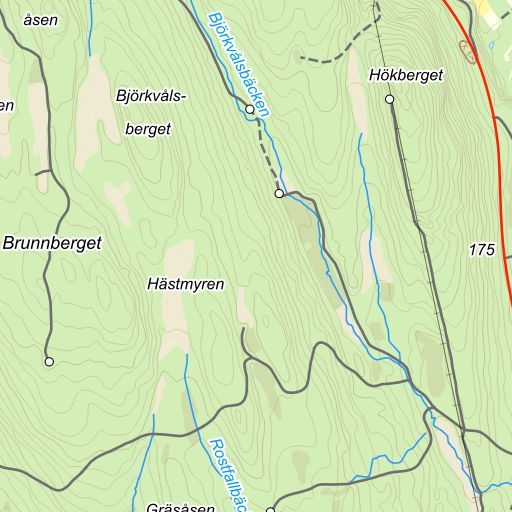 åsen
Björkvålsbäcken
Hökberget
en
Björkvåls-
berget
Brunnberget
175
Hästmyren
Rostfallbäc
Gräsåsen